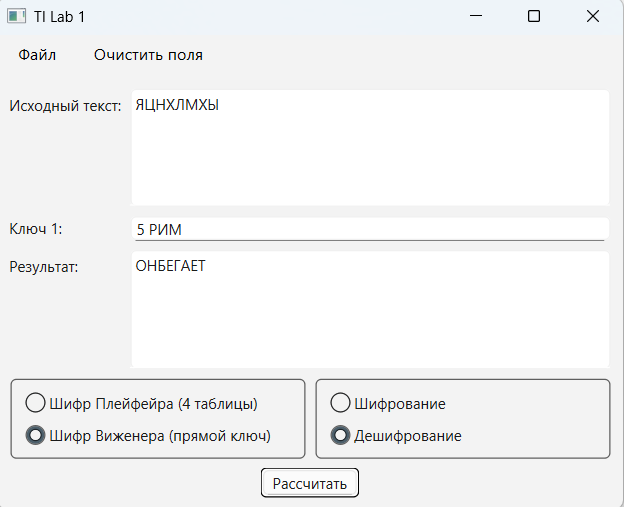 TI Lab 1
Файл Очистить поля
Исходный текст: ЯЦНХЛМХЫ
Ключ 1: 5 РИМ
Результат: ОНБЕГАЕТ
Шифр Плейфейра (4 таблицы) Шифрование
Шифр Виженера (прямой ключ) Дешифрование
Рассчитать